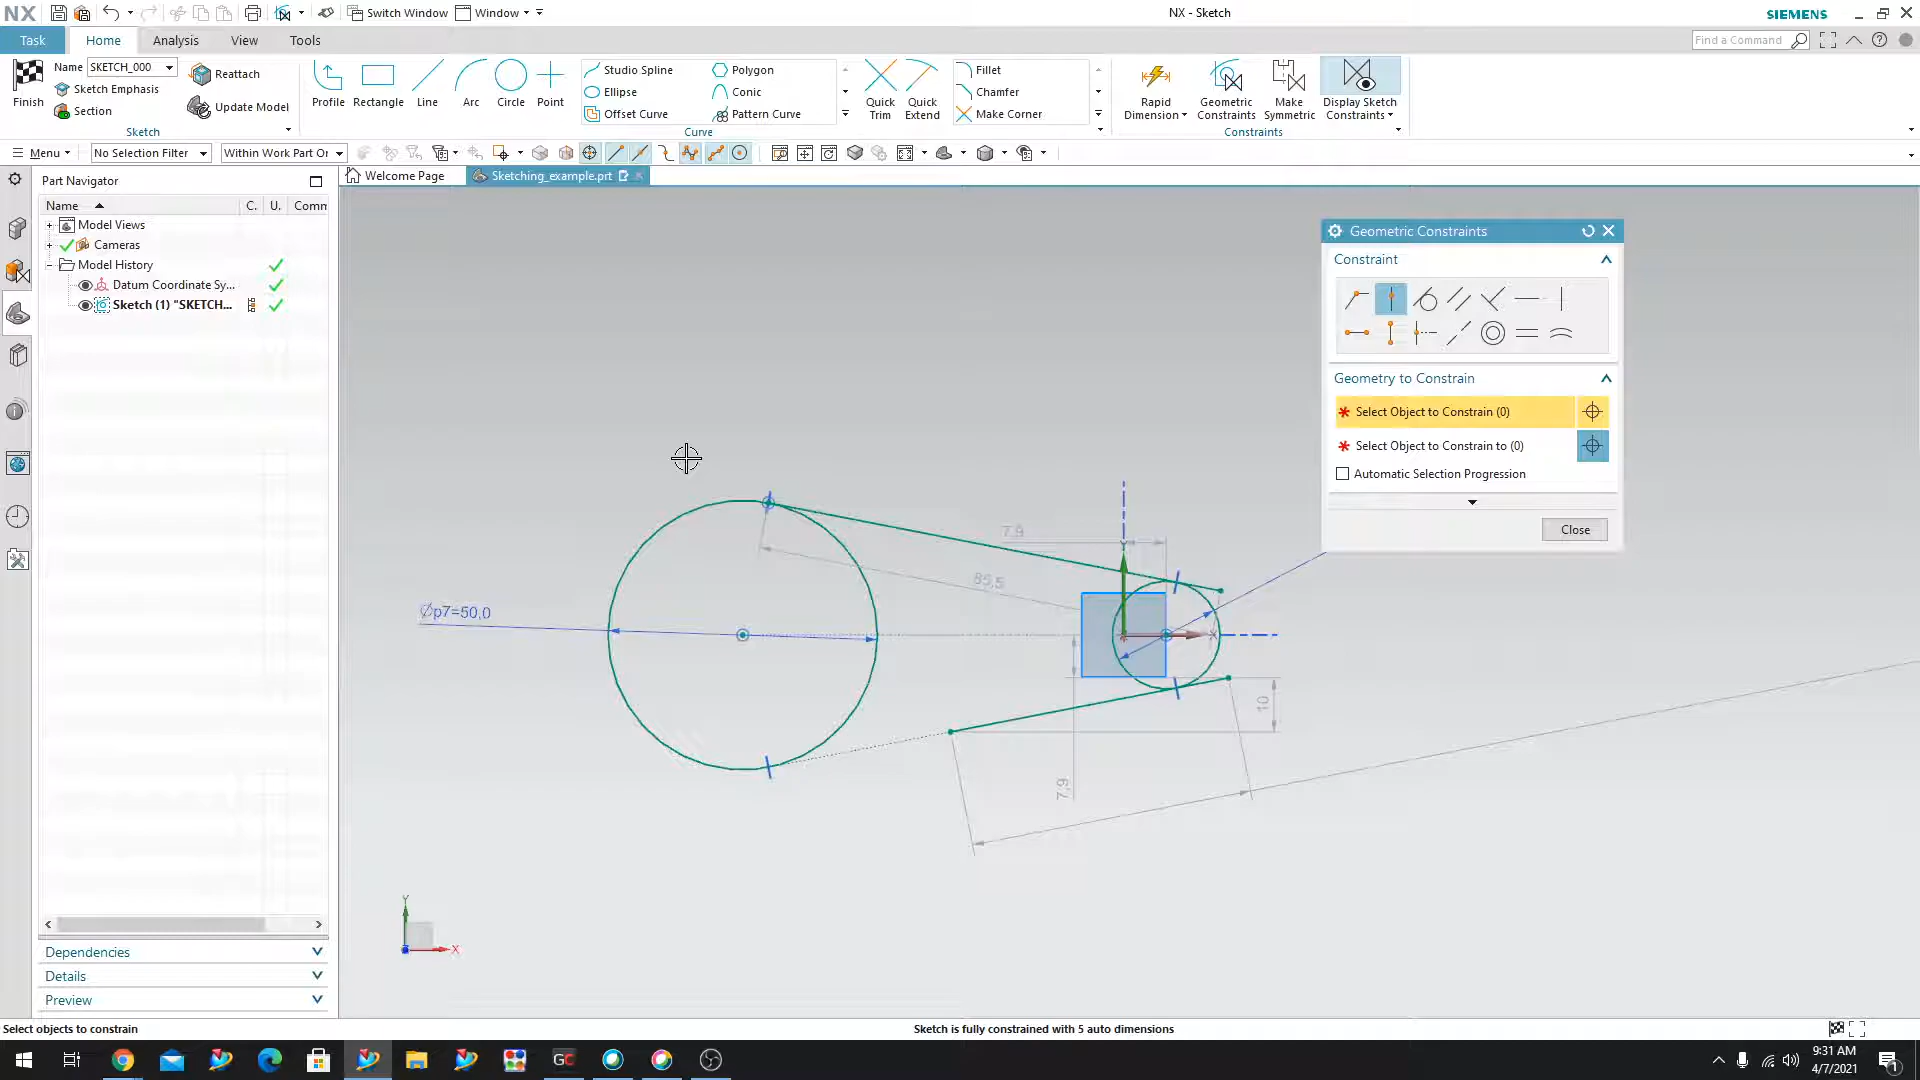 NX
Switch Window
Window
NX - Sketch
SIEMENS
Task
Home
Analysis
View
Tools
Find a Command
Finish
Name
SKETCH_000
Sketch Emphasis
Section
Reattach
Update Model
Sketch
Profile
Rectangle
Line
Arc
Circle
Point
Studio Spline
Ellipse
Offset Curve
Polygon
Conic
Pattern Curve
Curve
Quick Trim
Quick Extend
Fillet
Chamfer
Make Corner
Rapid Dimension
Geometric Constraints
Make Symmetric
Display Sketch Constraints
Constraints
Menu
No Selection Filter
Within Work Part Or
Part Navigator
Welcome Page
Sketching_example.prt
Name
C.
U.
Comm
Model Views
Cameras
Model History
Datum Coordinate Sy...
Sketch (1) "SKETCH...
Geometric Constraints
Constraint
Geometry to Constrain
* Select Object to Constrain (0)
* Select Object to Constrain to (0)
Automatic Selection Progression
Close
7,9
85,5
Øp7=50,0
Y
X
10
7,9
Y
X
Dependencies
Details
Preview
Select objects to constrain
Sketch is fully constrained with 5 auto dimensions
GC
9:31 AM
4/7/2021
1